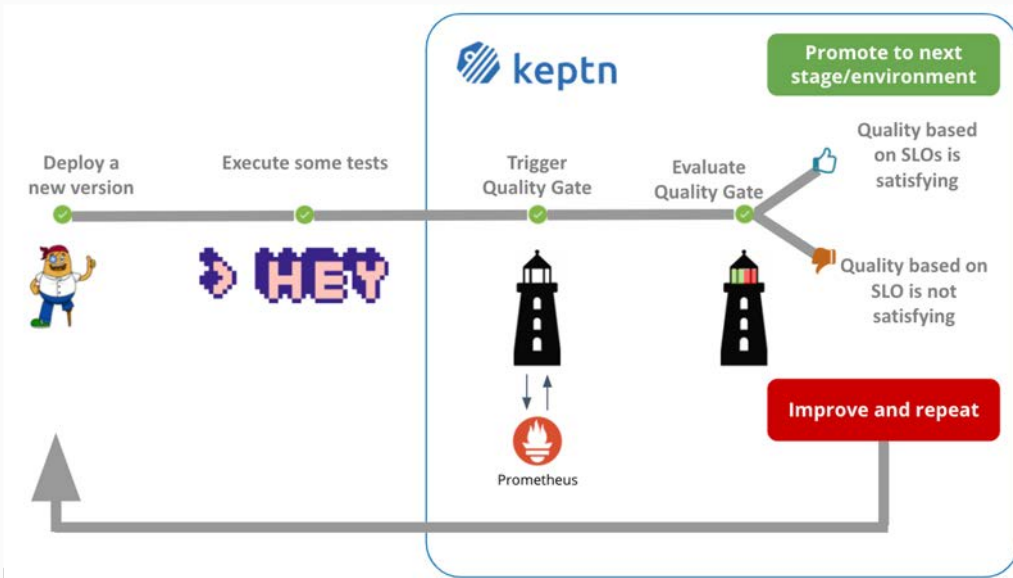 keptn
Promote to next
stage/environment
Deploy a
new version
Execute some tests
Trigger
Quality Gate
Evaluate
Quality Gate
Quality based
on SLOs is
satisfying
HEY
Quality based on
SLO is not
satisfying
Improve and repeat
Prometheus